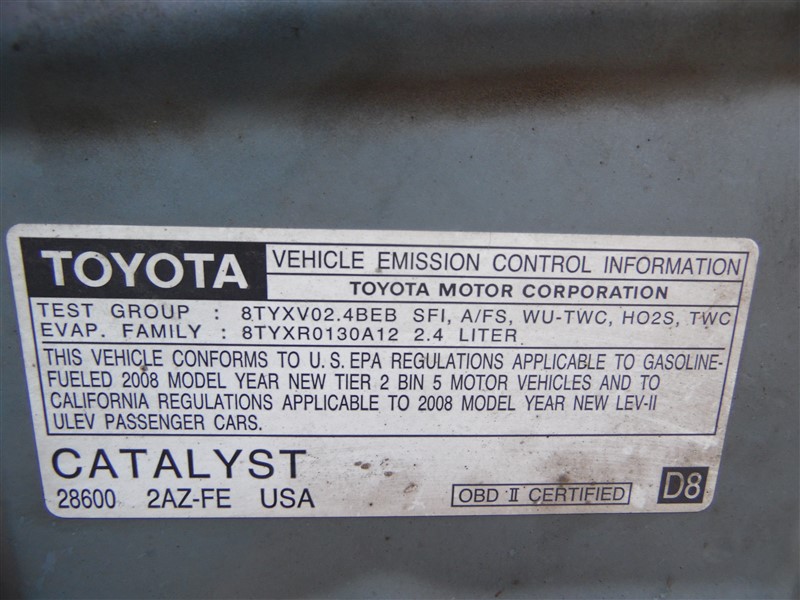 TOYOTA
VEHICLE EMISSION CONTROL INFORMATION
TOYOTA MOTOR CORPORATION
TEST GROUP : 8TYXV02.4BEB SFI, A/FS, WU-TWC, HO2S, TWC
EVAP. FAMILY : 8TYXR0130A12 2.4 LITER
THIS VEHICLE CONFORMS TO U.S.EPA REGULATIONS APPLICABLE TO GASOLINE-
FUELED 2008 MODEL YEAR NEW TIER 2 BIN 5 MOTOR VEHICLES AND TO
CALIFORNIA REGULATIONS APPLICABLE TO 2008 MODEL YEAR NEW LEV-II
ULEV PASSENGER CARS.
CATALYST
28600 2AZ-FE USA
OBD II CERTIFIED
D8